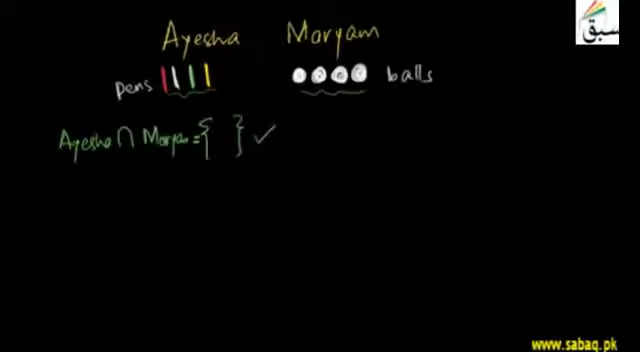 Ayesha Maryam
pens balls
Ayesha ∩ Maryam = { } ✓
سبق
www.sabaq.pk